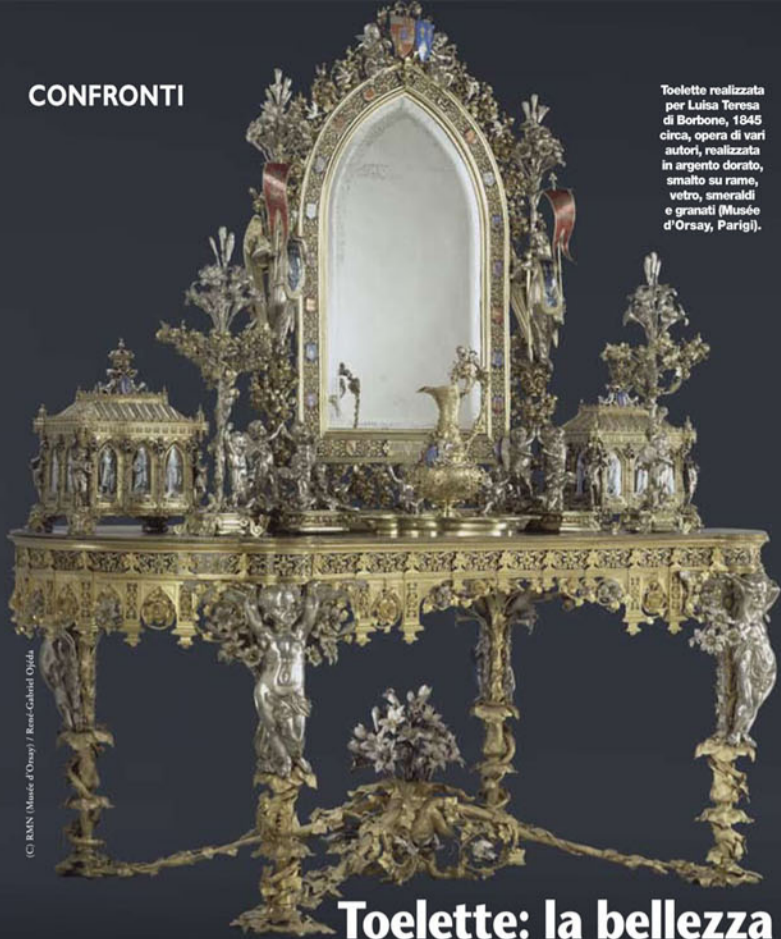 CONFRONTI
Toelette realizzata
per Luisa Teresa
di Borbone, 1845
circa, opera di vari
autori, realizzata
in argento dorato,
smalto su rame,
vetro, smeraldi
e granati (Musée
d'Orsay, Parigi).
(C) RMN (Musée d'Orsay) / René-Gabriel Ojéda
Toelette: la bellezza